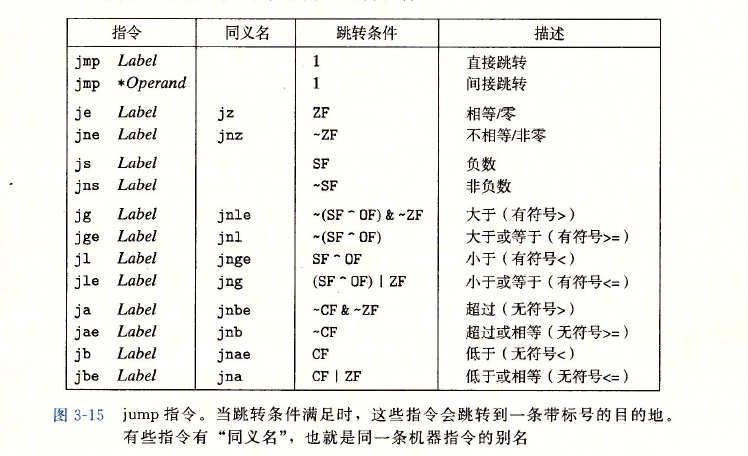 指令 同义名 跳转条件 描述
jmp Label 1 直接跳转
jmp *Operand 1 间接跳转
je Label jz ZF 相等/零
jne Label jnz ~ZF 不相等/非零
js Label SF 负数
jns Label ~SF 非负数
jg Label jnle ~(SF ^ OF) & ~ZF 大于(有符号>)
jge Label jnl ~(SF ^ OF) 大于或等于(有符号>=)
jl Label jnge SF ^ OF 小于(有符号<)
jle Label jng (SF ^ OF) | ZF 小于或等于(有符号<=)
ja Label jnbe ~CF & ~ZF 超过(无符号>)
jae Label jnb ~CF 超过或相等(无符号>=)
jb Label jnae CF 低于(无符号<)
jbe Label jna CF | ZF 低于或相等(无符号<=)
图 3-15 jump 指令。当跳转条件满足时，这些指令会跳转到一条带标号的目的地。
有些指令有“同义名”，也就是同一条机器指令的别名